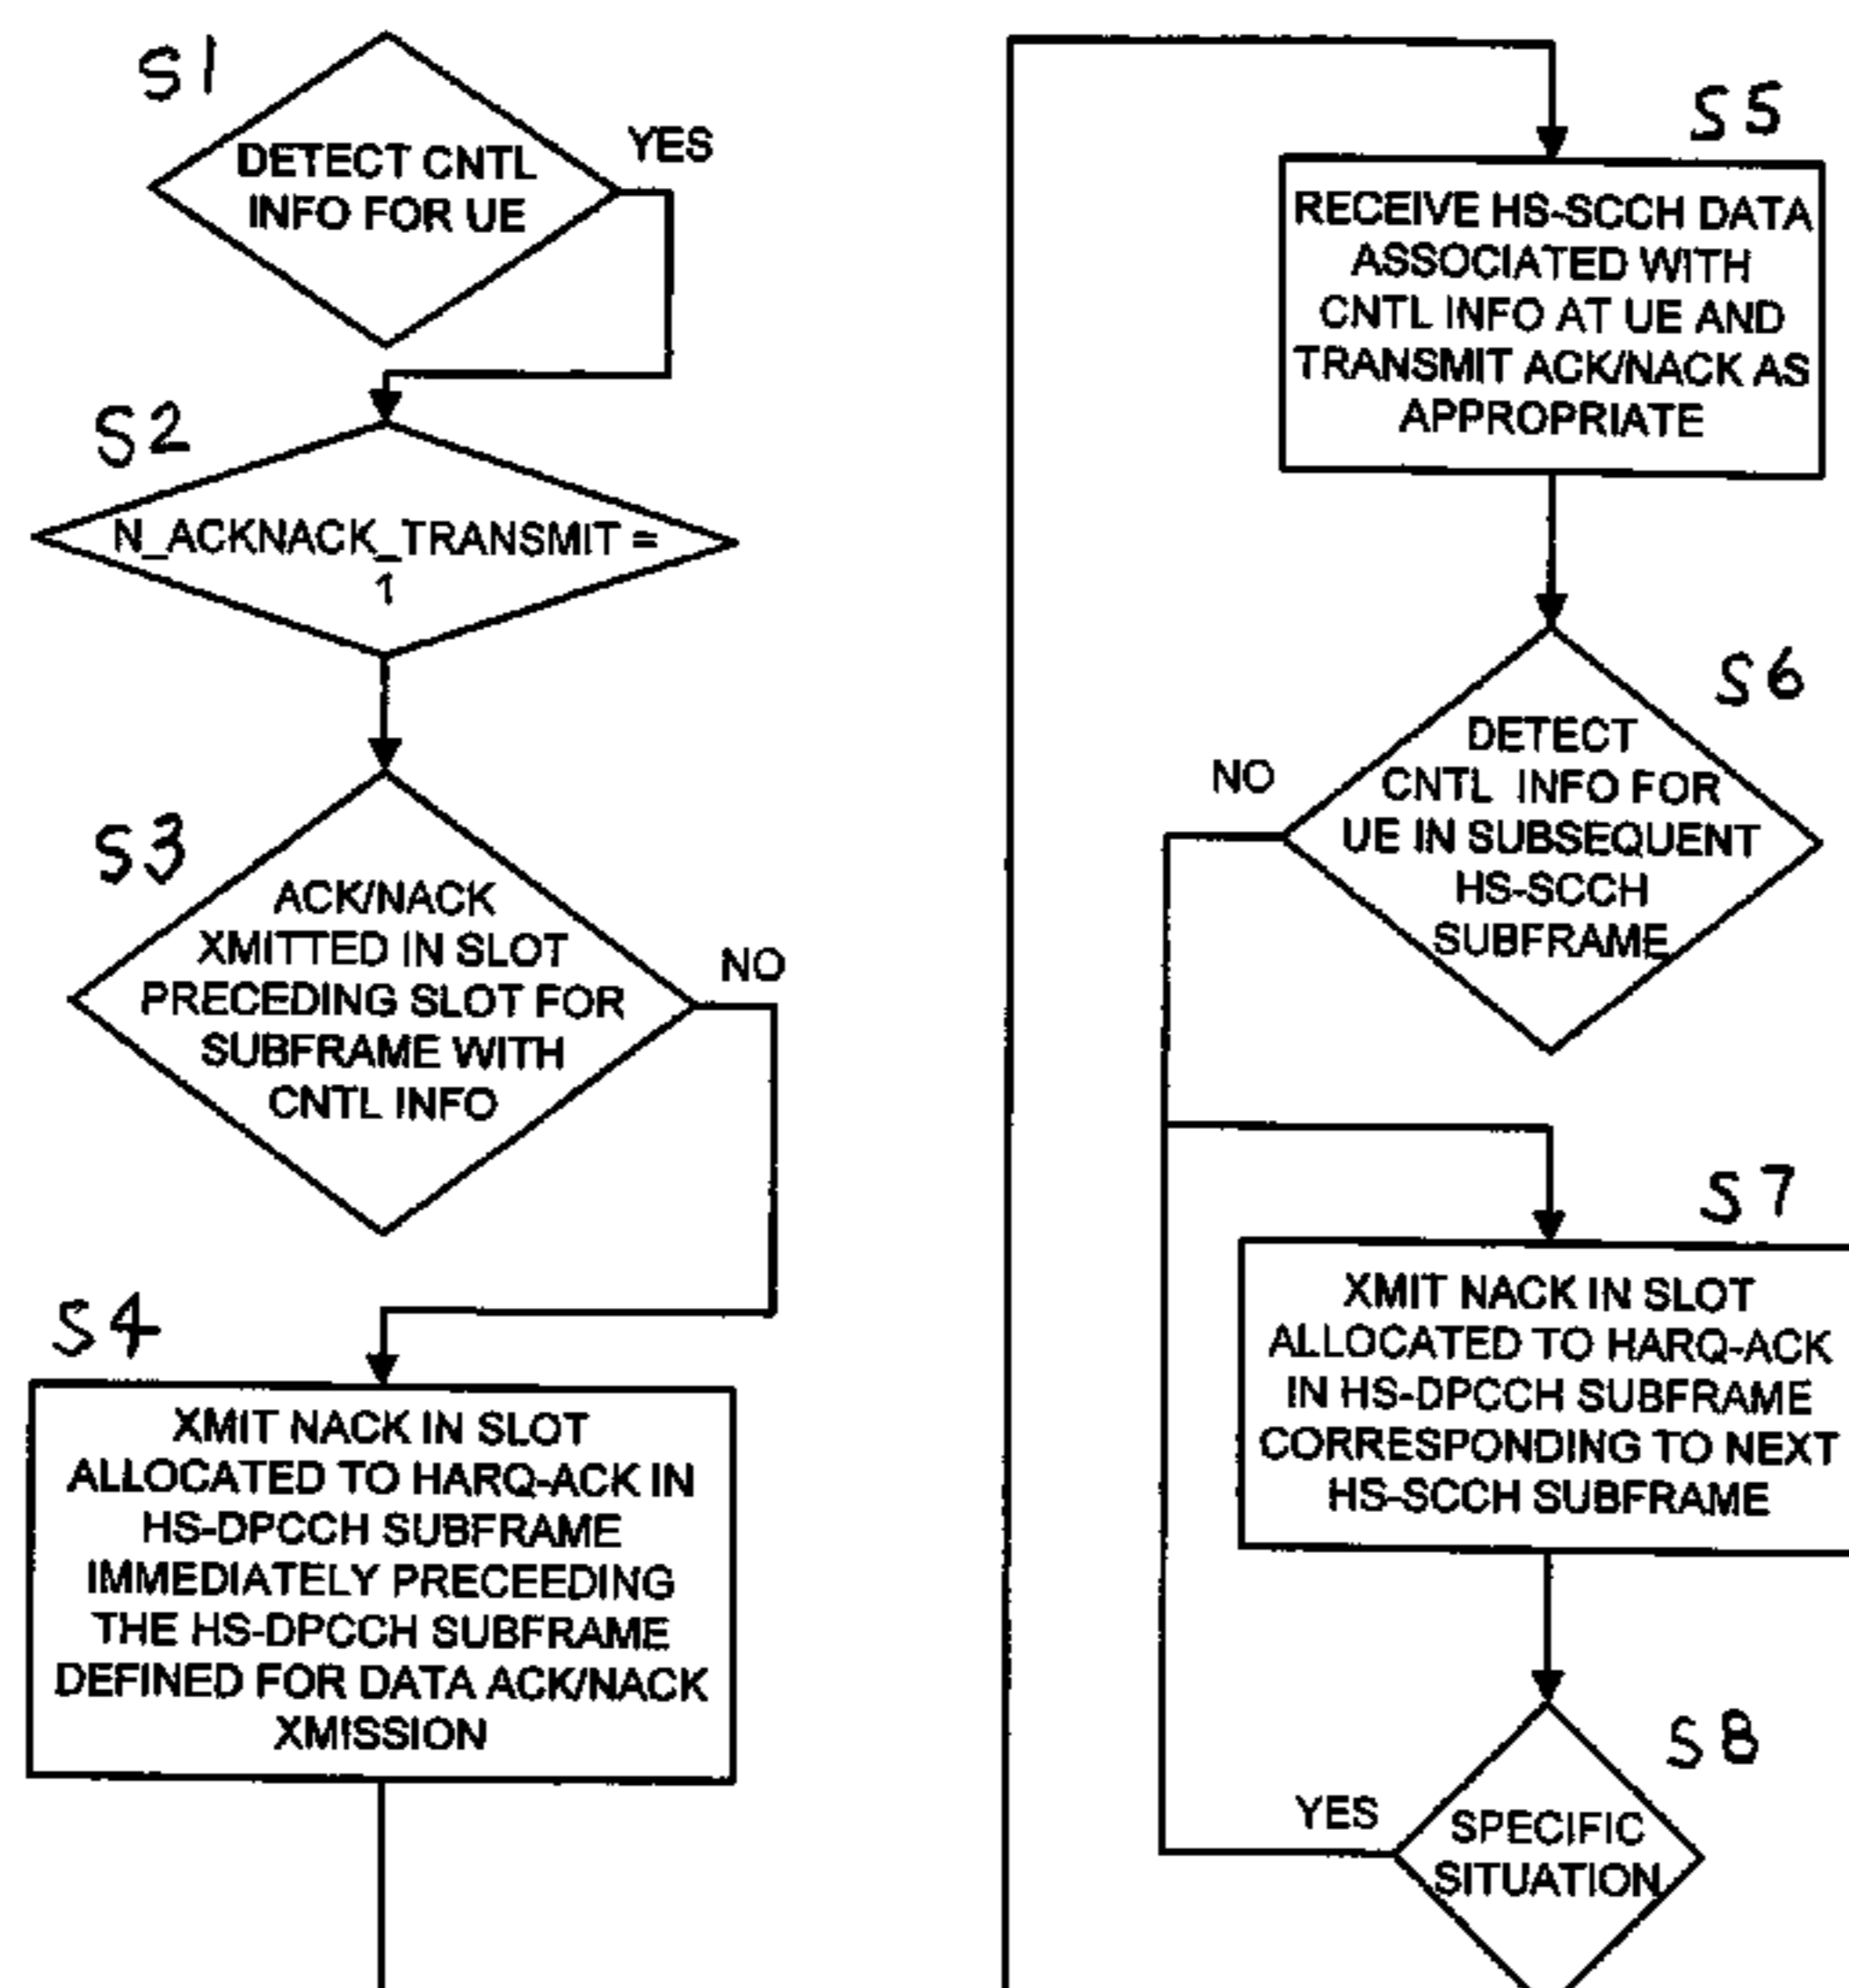 S1
DETECT CNTL
INFO FOR UE
YES
S2
N_ACKNACK_TRANSMIT =
1
S3
ACK/NACK
XMITTED IN SLOT
PRECEDING SLOT FOR
SUBFRAME WITH
CNTL INFO
NO
S4
XMIT NACK IN SLOT
ALLOCATED TO HARQ-ACK IN
HS-DPCCH SUBFRAME
IMMEDIATELY PRECEEDING
THE HS-DPCCH SUBFRAME
DEFINED FOR DATA ACK/NACK
XMISSION
S5
RECEIVE HS-SCCH DATA
ASSOCIATED WITH
CNTL INFO AT UE AND
TRANSMIT ACK/NACK AS
APPROPRIATE
S6
DETECT
CNTL INFO FOR
UE IN SUBSEQUENT
HS-SCCH
SUBFRAME
NO
S7
XMIT NACK IN SLOT
ALLOCATED TO HARQ-ACK
IN HS-DPCCH SUBFRAME
CORRESPONDING TO NEXT
HS-SCCH SUBFRAME
S8
YES
SPECIFIC
SITUATION